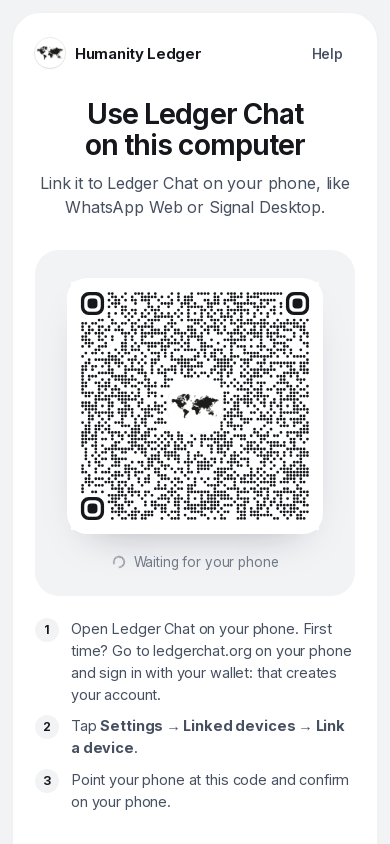 Humanity Ledger
Help
Use Ledger Chat
on this computer
Link it to Ledger Chat on your phone, like
WhatsApp Web or Signal Desktop.
Waiting for your phone
1 Open Ledger Chat on your phone. First
time? Go to ledgerchat.org on your phone
and sign in with your wallet: that creates
your account.
2 Tap Settings → Linked devices → Link
a device.
3 Point your phone at this code and confirm
on your phone.